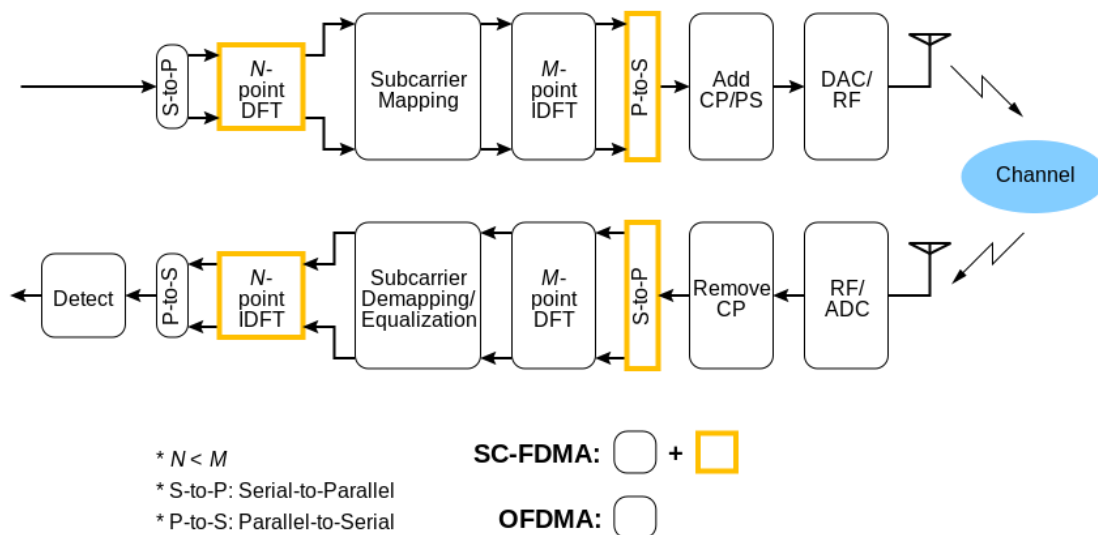 S-to-P
N-
point
DFT
Subcarrier
Mapping
M-
point
IDFT
P-to-S
Add
CP/PS
DAC/
RF
Channel
Detect
P-to-S
N-
point
IDFT
Subcarrier
Demapping/
Equalization
M-
point
DFT
S-to-P
Remove
CP
RF/
ADC
* N < M
* S-to-P: Serial-to-Parallel
* P-to-S: Parallel-to-Serial
SC-FDMA: +
OFDMA: